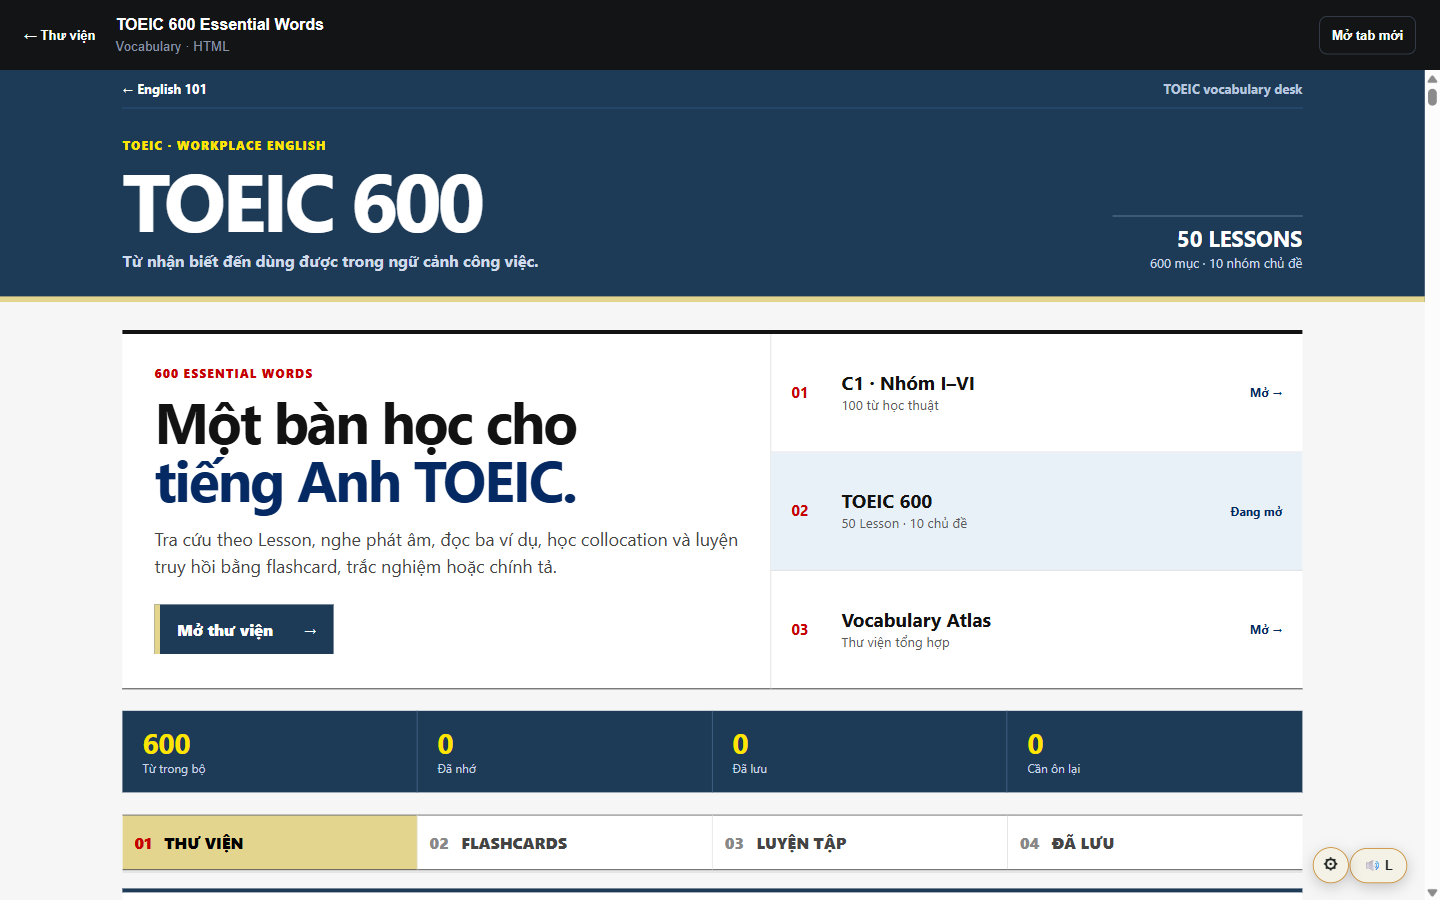 ← Thư viện
TOEIC 600 Essential Words
Vocabulary · HTML
Mở tab mới
← English 101
TOEIC vocabulary desk
TOEIC · WORKPLACE ENGLISH
TOEIC 600
Từ nhận biết đến dùng được trong ngữ cảnh công việc.
50 LESSONS
600 mục · 10 nhóm chủ đề
600 ESSENTIAL WORDS
Một bàn học cho
tiếng Anh TOEIC.
Tra cứu theo Lesson, nghe phát âm, đọc ba ví dụ, học collocation và luyện
truy hồi bằng flashcard, trắc nghiệm hoặc chính tả.
Mở thư viện →
01 C1 · Nhóm I–VI Mở →
100 từ học thuật
02 TOEIC 600 Đang mở
50 Lesson · 10 chủ đề
03 Vocabulary Atlas Mở →
Thư viện tổng hợp
600
Từ trong bộ
0
Đã nhớ
0
Đã lưu
0
Cần ôn lại
01 THƯ VIỆN
02 FLASHCARDS
03 LUYỆN TẬP
04 ĐÃ LƯU
⚙
🔊 L